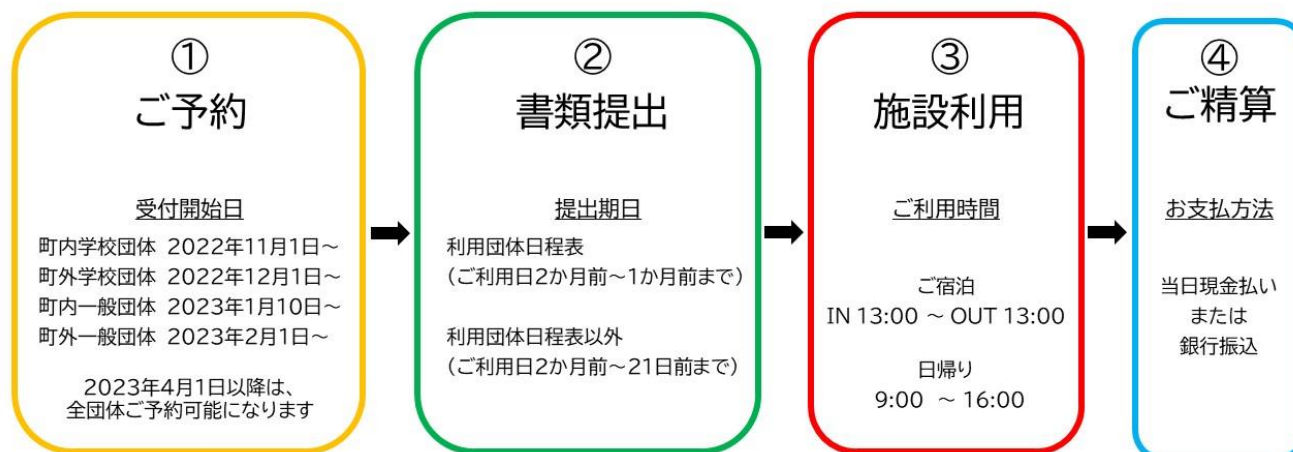 ①
ご予約
受付開始日
町内学校団体 2022年11月1日～
町外学校団体 2022年12月1日～
町内一般団体 2023年1月10日～
町外一般団体 2023年2月1日～
2023年4月1日以降は、
全団体ご予約可能になります
②
書類提出
提出期日
利用団体日程表
（ご利用日2か月前～1か月前まで）
利用団体日程表以外
（ご利用日2か月前～21日前まで）
③
施設利用
ご利用時間
ご宿泊
IN 13:00 ～ OUT 13:00
日帰り
9:00 ～ 16:00
④
ご精算
お支払方法
当日現金払い
または
銀行振込